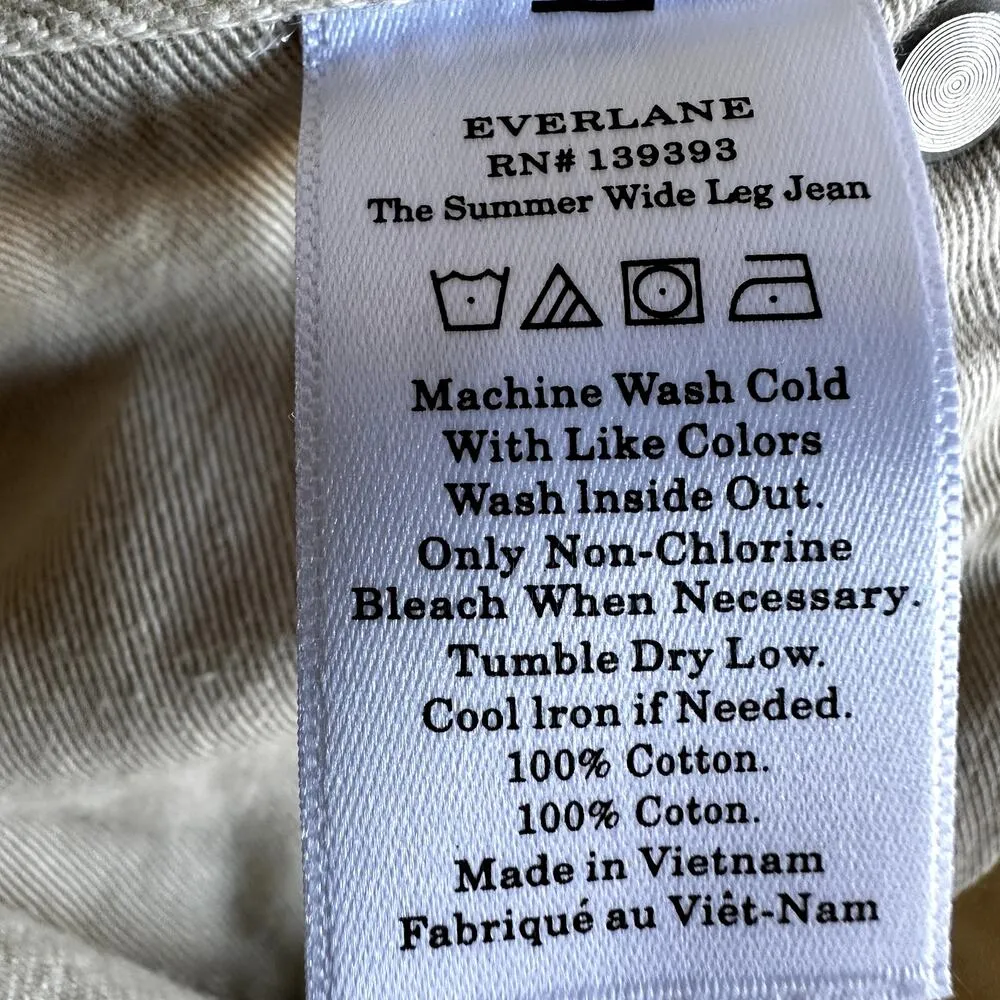 EVERLANE
RN# 139393
The Summer Wide Leg Jean
Machine Wash Cold
With Like Colors
Wash Inside Out.
Only Non-Chlorine
Bleach When Necessary.
Tumble Dry Low.
Cool Iron if Needed.
100% Cotton.
100% Coton.
Made in Vietnam
Fabriqué au Viêt-Nam